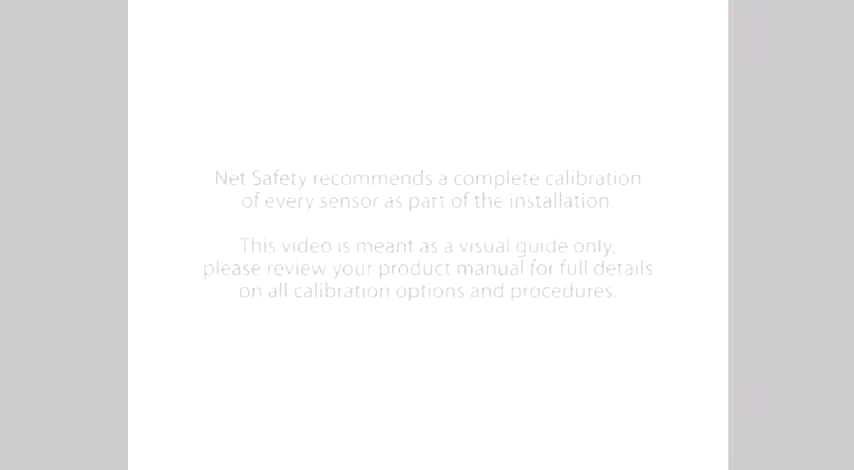 Net Safety recommends a complete calibration
of every sensor as part of the installation.
This video is meant as a visual guide only,
please review your product manual for full details
on all calibration options and procedures.